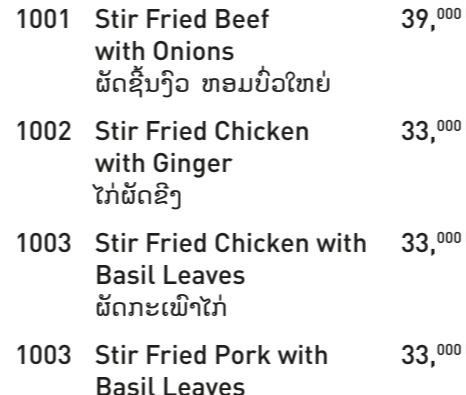 1001 Stir Fried Beef 39,000
with Onions
ຜັດຊີ້ນງົວ ຫອມບົ່ວໃຫຍ່
1002 Stir Fried Chicken 33,000
with Ginger
ໄກ່ຜັດຂີງ
1003 Stir Fried Chicken with 33,000
Basil Leaves
ຜັດກະເພົາໄກ່
1003 Stir Fried Pork with 33,000
Basil Leaves